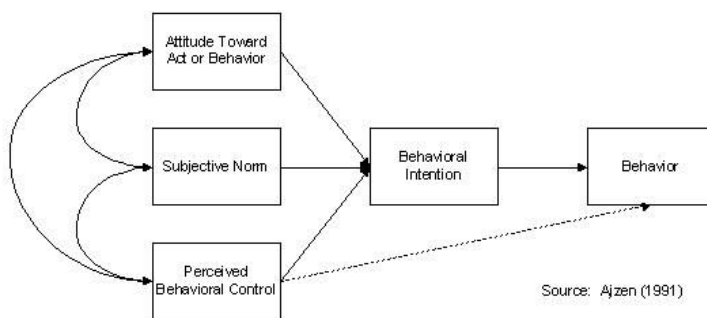 Attitude Toward
Act or Behavior
Subjective Norm
Behavioral
Intention
Behavior
Perceived
Behavioral Control
Source: Ajzen (1991)